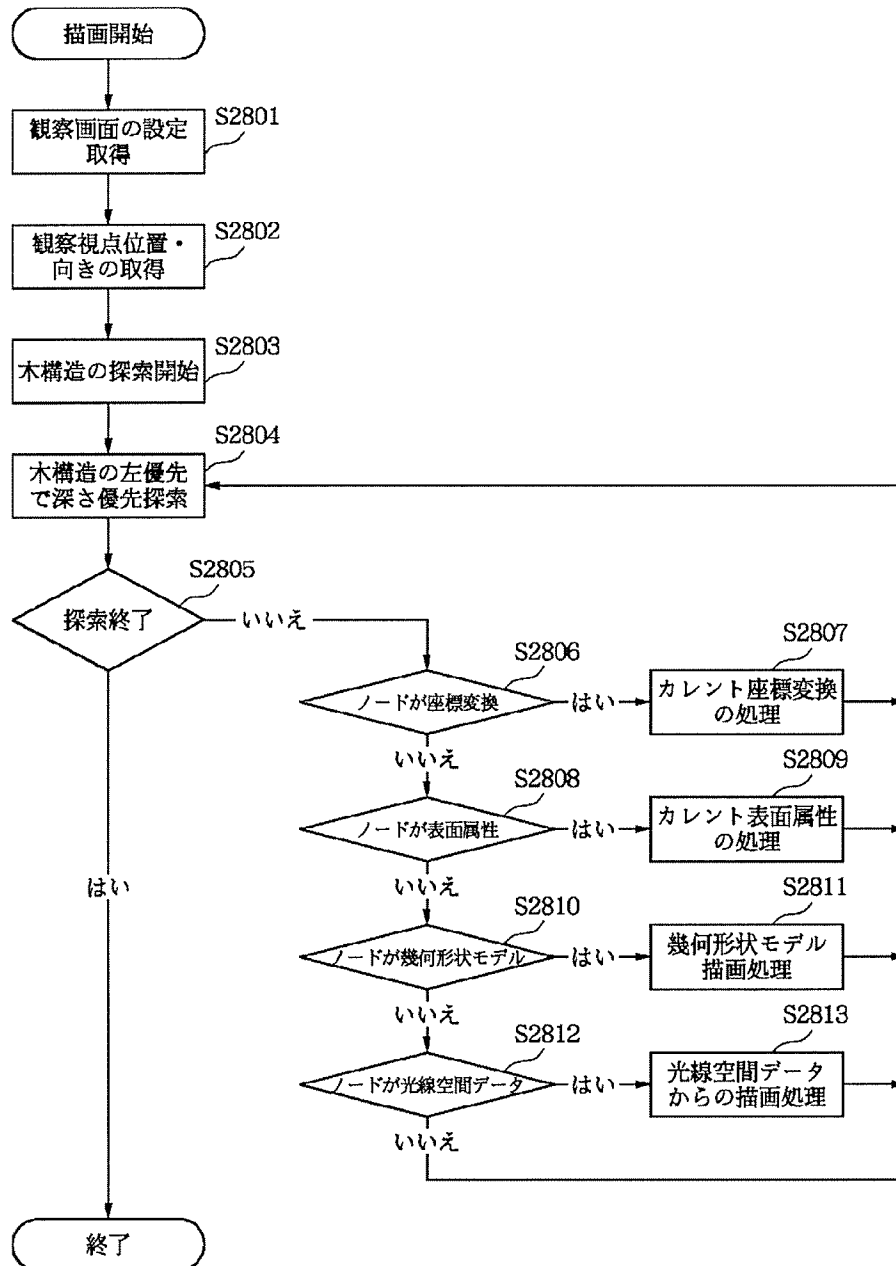 描画開始
S2801
観察画面の設定
取得
S2802
観察視点位置・
向きの取得
S2803
木構造の探索開始
S2804
木構造の左優先
で深さ優先探索
S2805
探索終了
いいえ
はい
S2806
ノードが座標変換
はい
いいえ
S2807
カレント座標変換
の処理
S2808
ノードが表面属性
はい
いいえ
S2809
カレント表面属性
の処理
S2810
ノードが幾何形状モデル
はい
いいえ
S2811
幾何形状モデル
描画処理
S2812
ノードが光線空間データ
はい
いいえ
S2813
光線空間データ
からの描画処理
終了